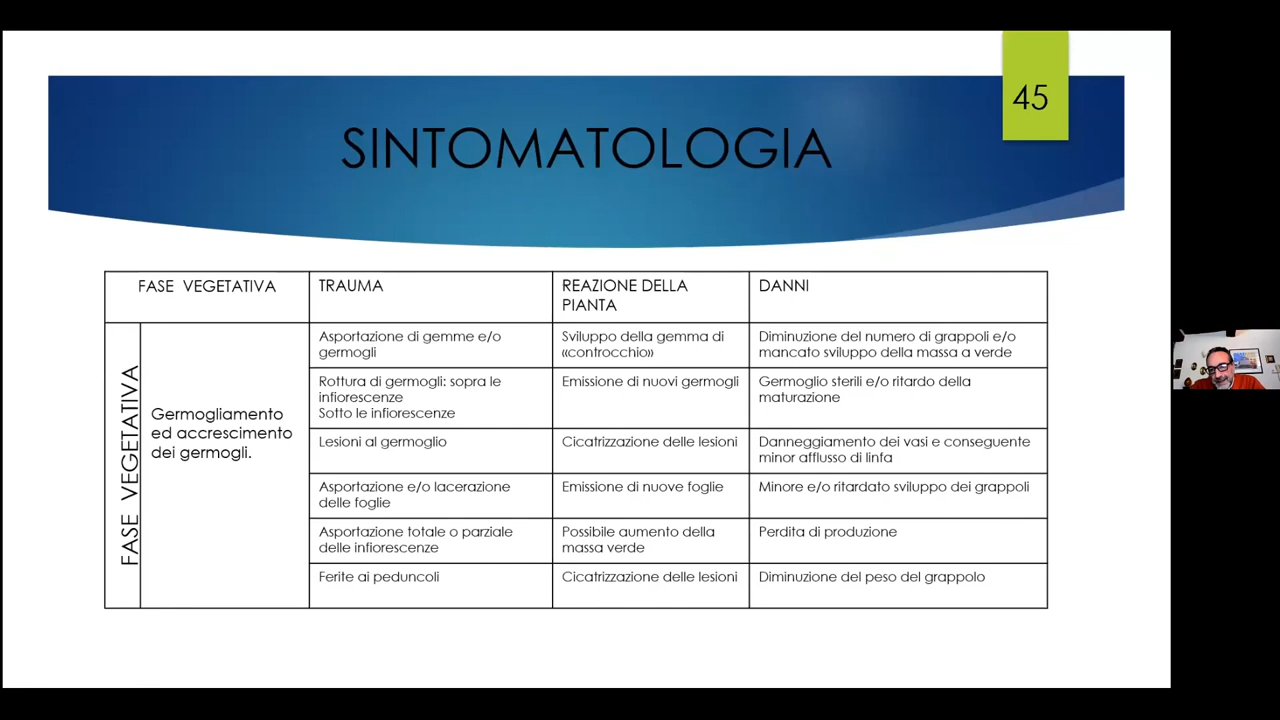 45
SINTOMATOLOGIA
FASE VEGETATIVA
TRAUMA
REAZIONE DELLA
PIANTA
DANNI
FASE VEGETATIVA
Germogliamento
ed accrescimento
dei germogli.
Asportazione di gemme e/o
germogli
Sviluppo della gemma di
«controcchio»
Diminuzione del numero di grappoli e/o
mancato sviluppo della massa a verde
Rottura di germogli: sopra le
infiorescenze
Sotto le infiorescenze
Emissione di nuovi germogli
Germoglio sterili e/o ritardo della
maturazione
Lesioni al germoglio
Cicatrizzazione delle lesioni
Danneggiamento dei vasi e conseguente
minor afflusso di linfa
Asportazione e/o lacerazione
delle foglie
Emissione di nuove foglie
Minore e/o ritardato sviluppo dei grappoli
Asportazione totale o parziale
delle infiorescenze
Possibile aumento della
massa verde
Perdita di produzione
Ferite ai peduncoli
Cicatrizzazione delle lesioni
Diminuzione del peso del grappolo